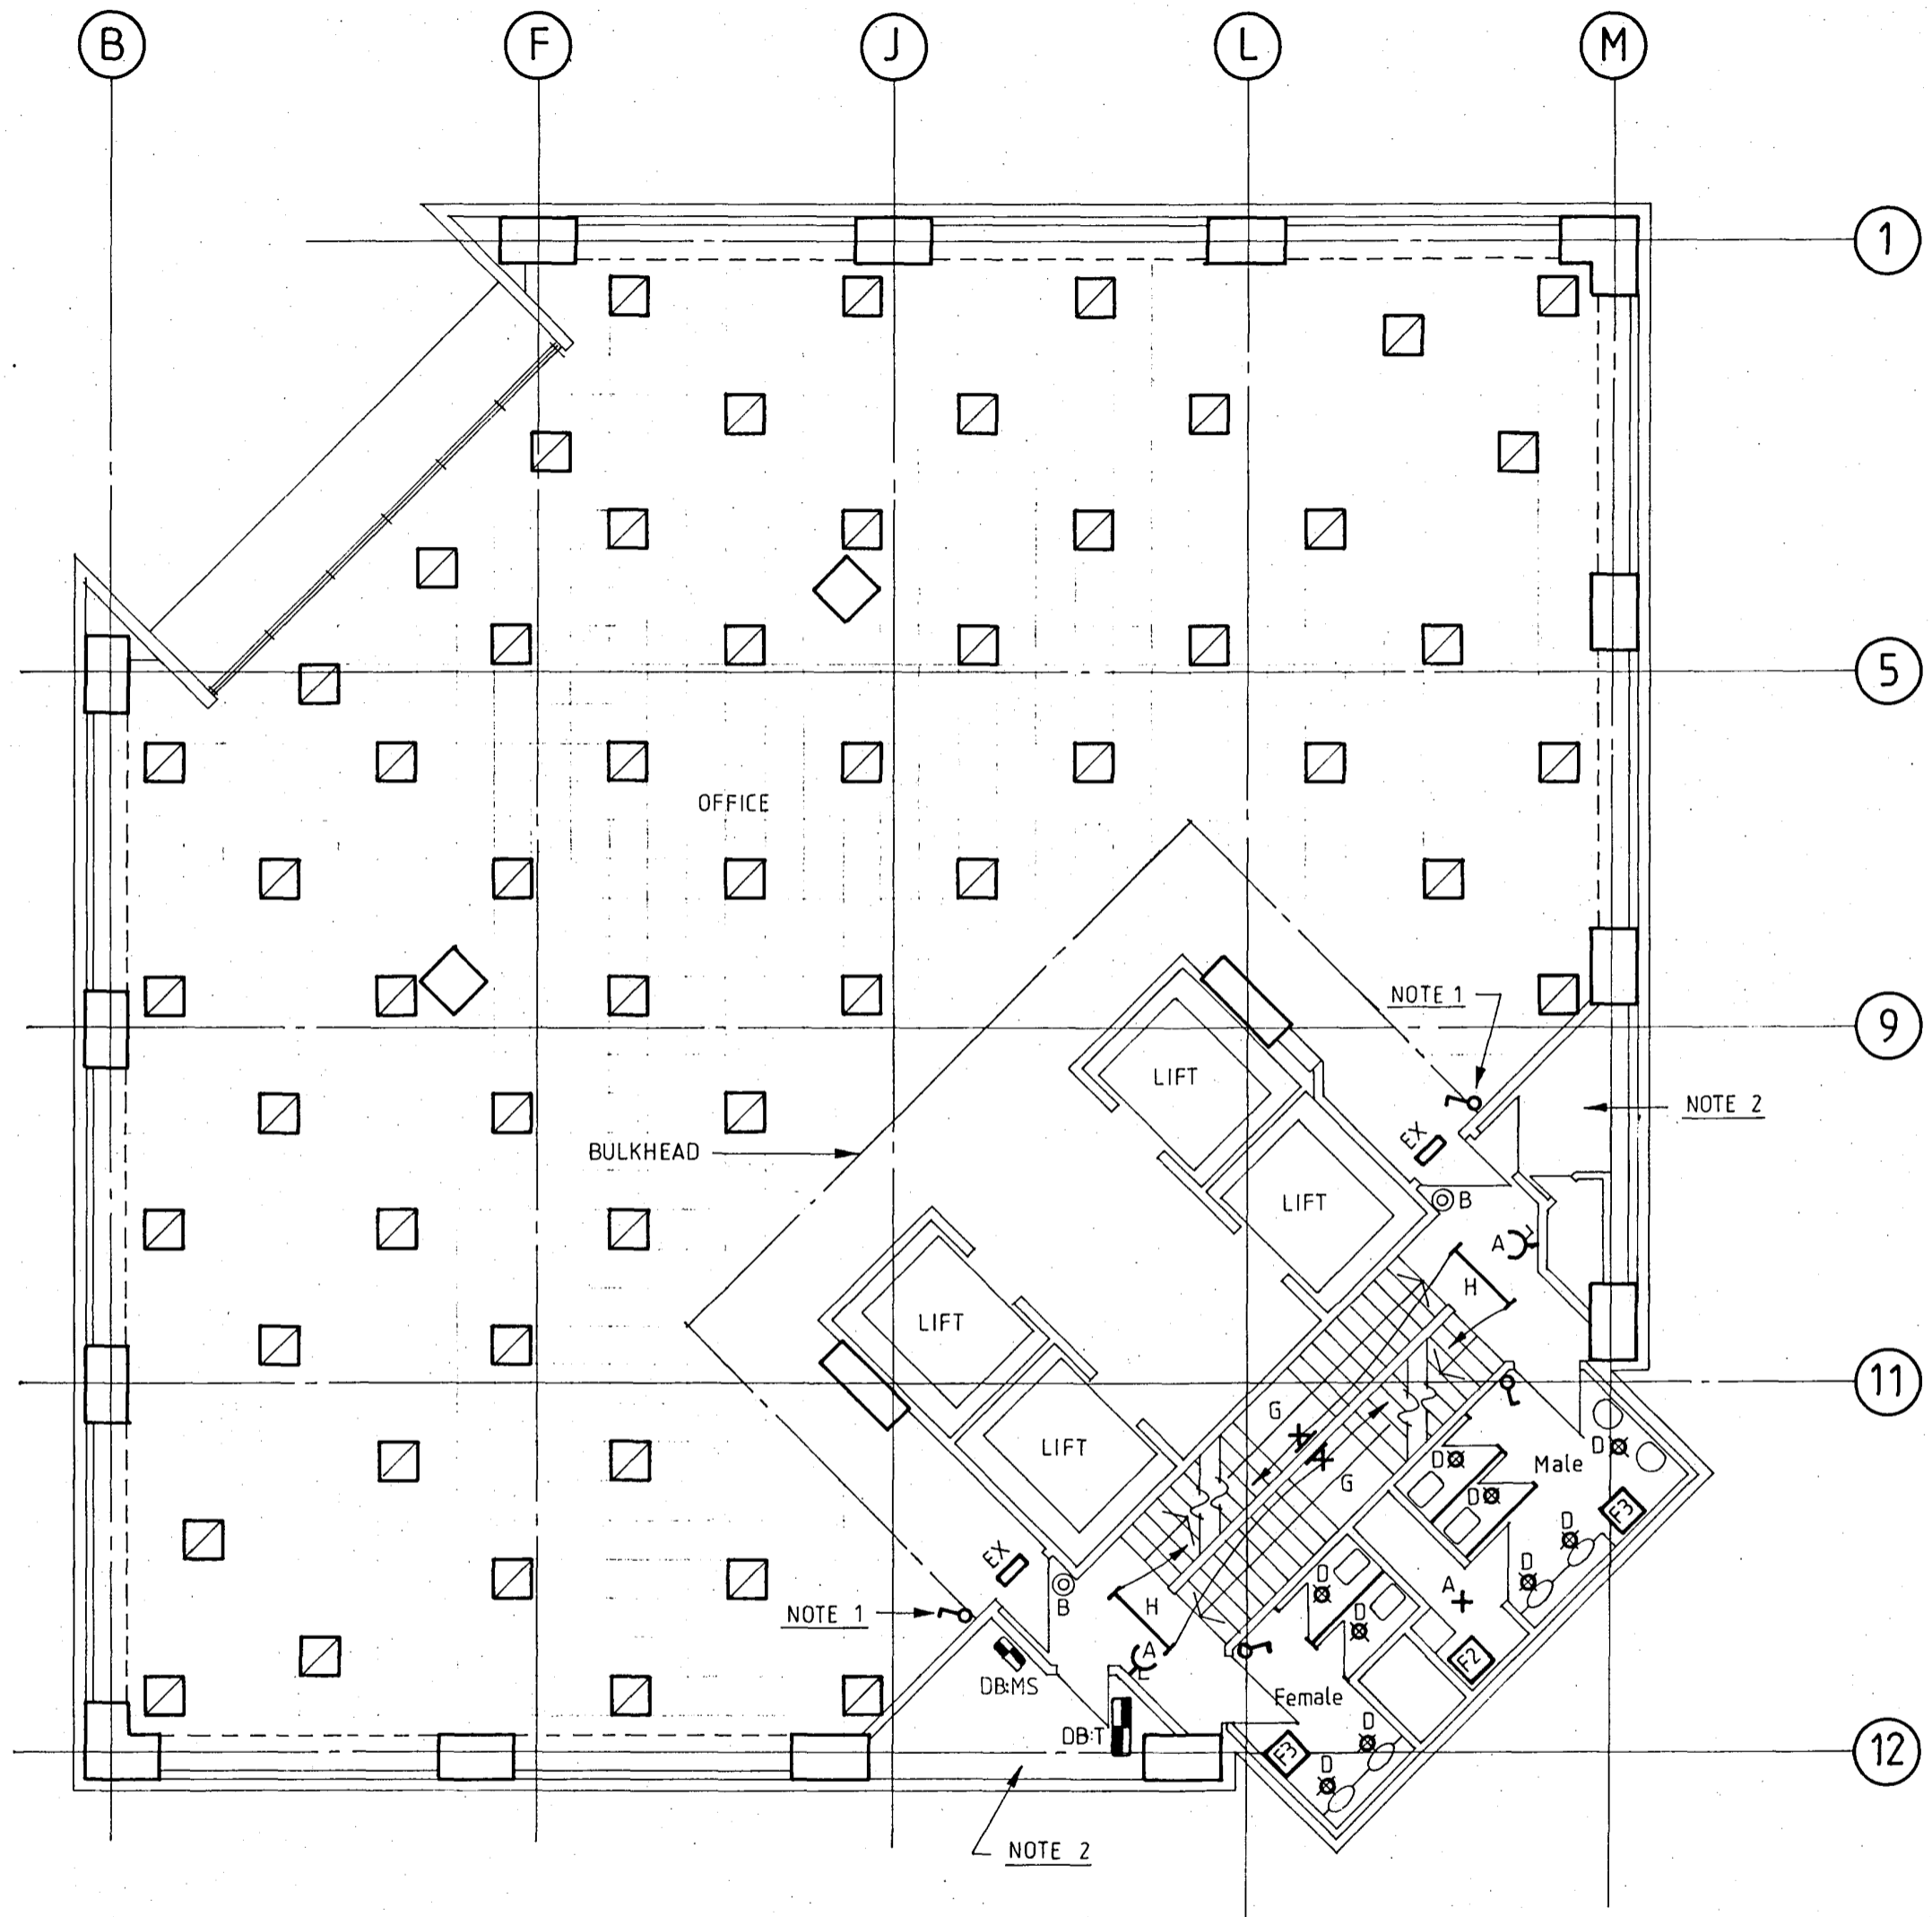 B F J L M
1
5
OFFICE
NOTE 1
9
LIFT
NOTE 2
BULKHEAD
EX
LIFT
B
A
H
LIFT
11
G
LIFT
D
Male
D
G
D
F3
EX
D
D
D
A
B
H
D
NOTE 1
A
F2
DB:MS
Female
DB:T
D
F3
12
D
NOTE 2